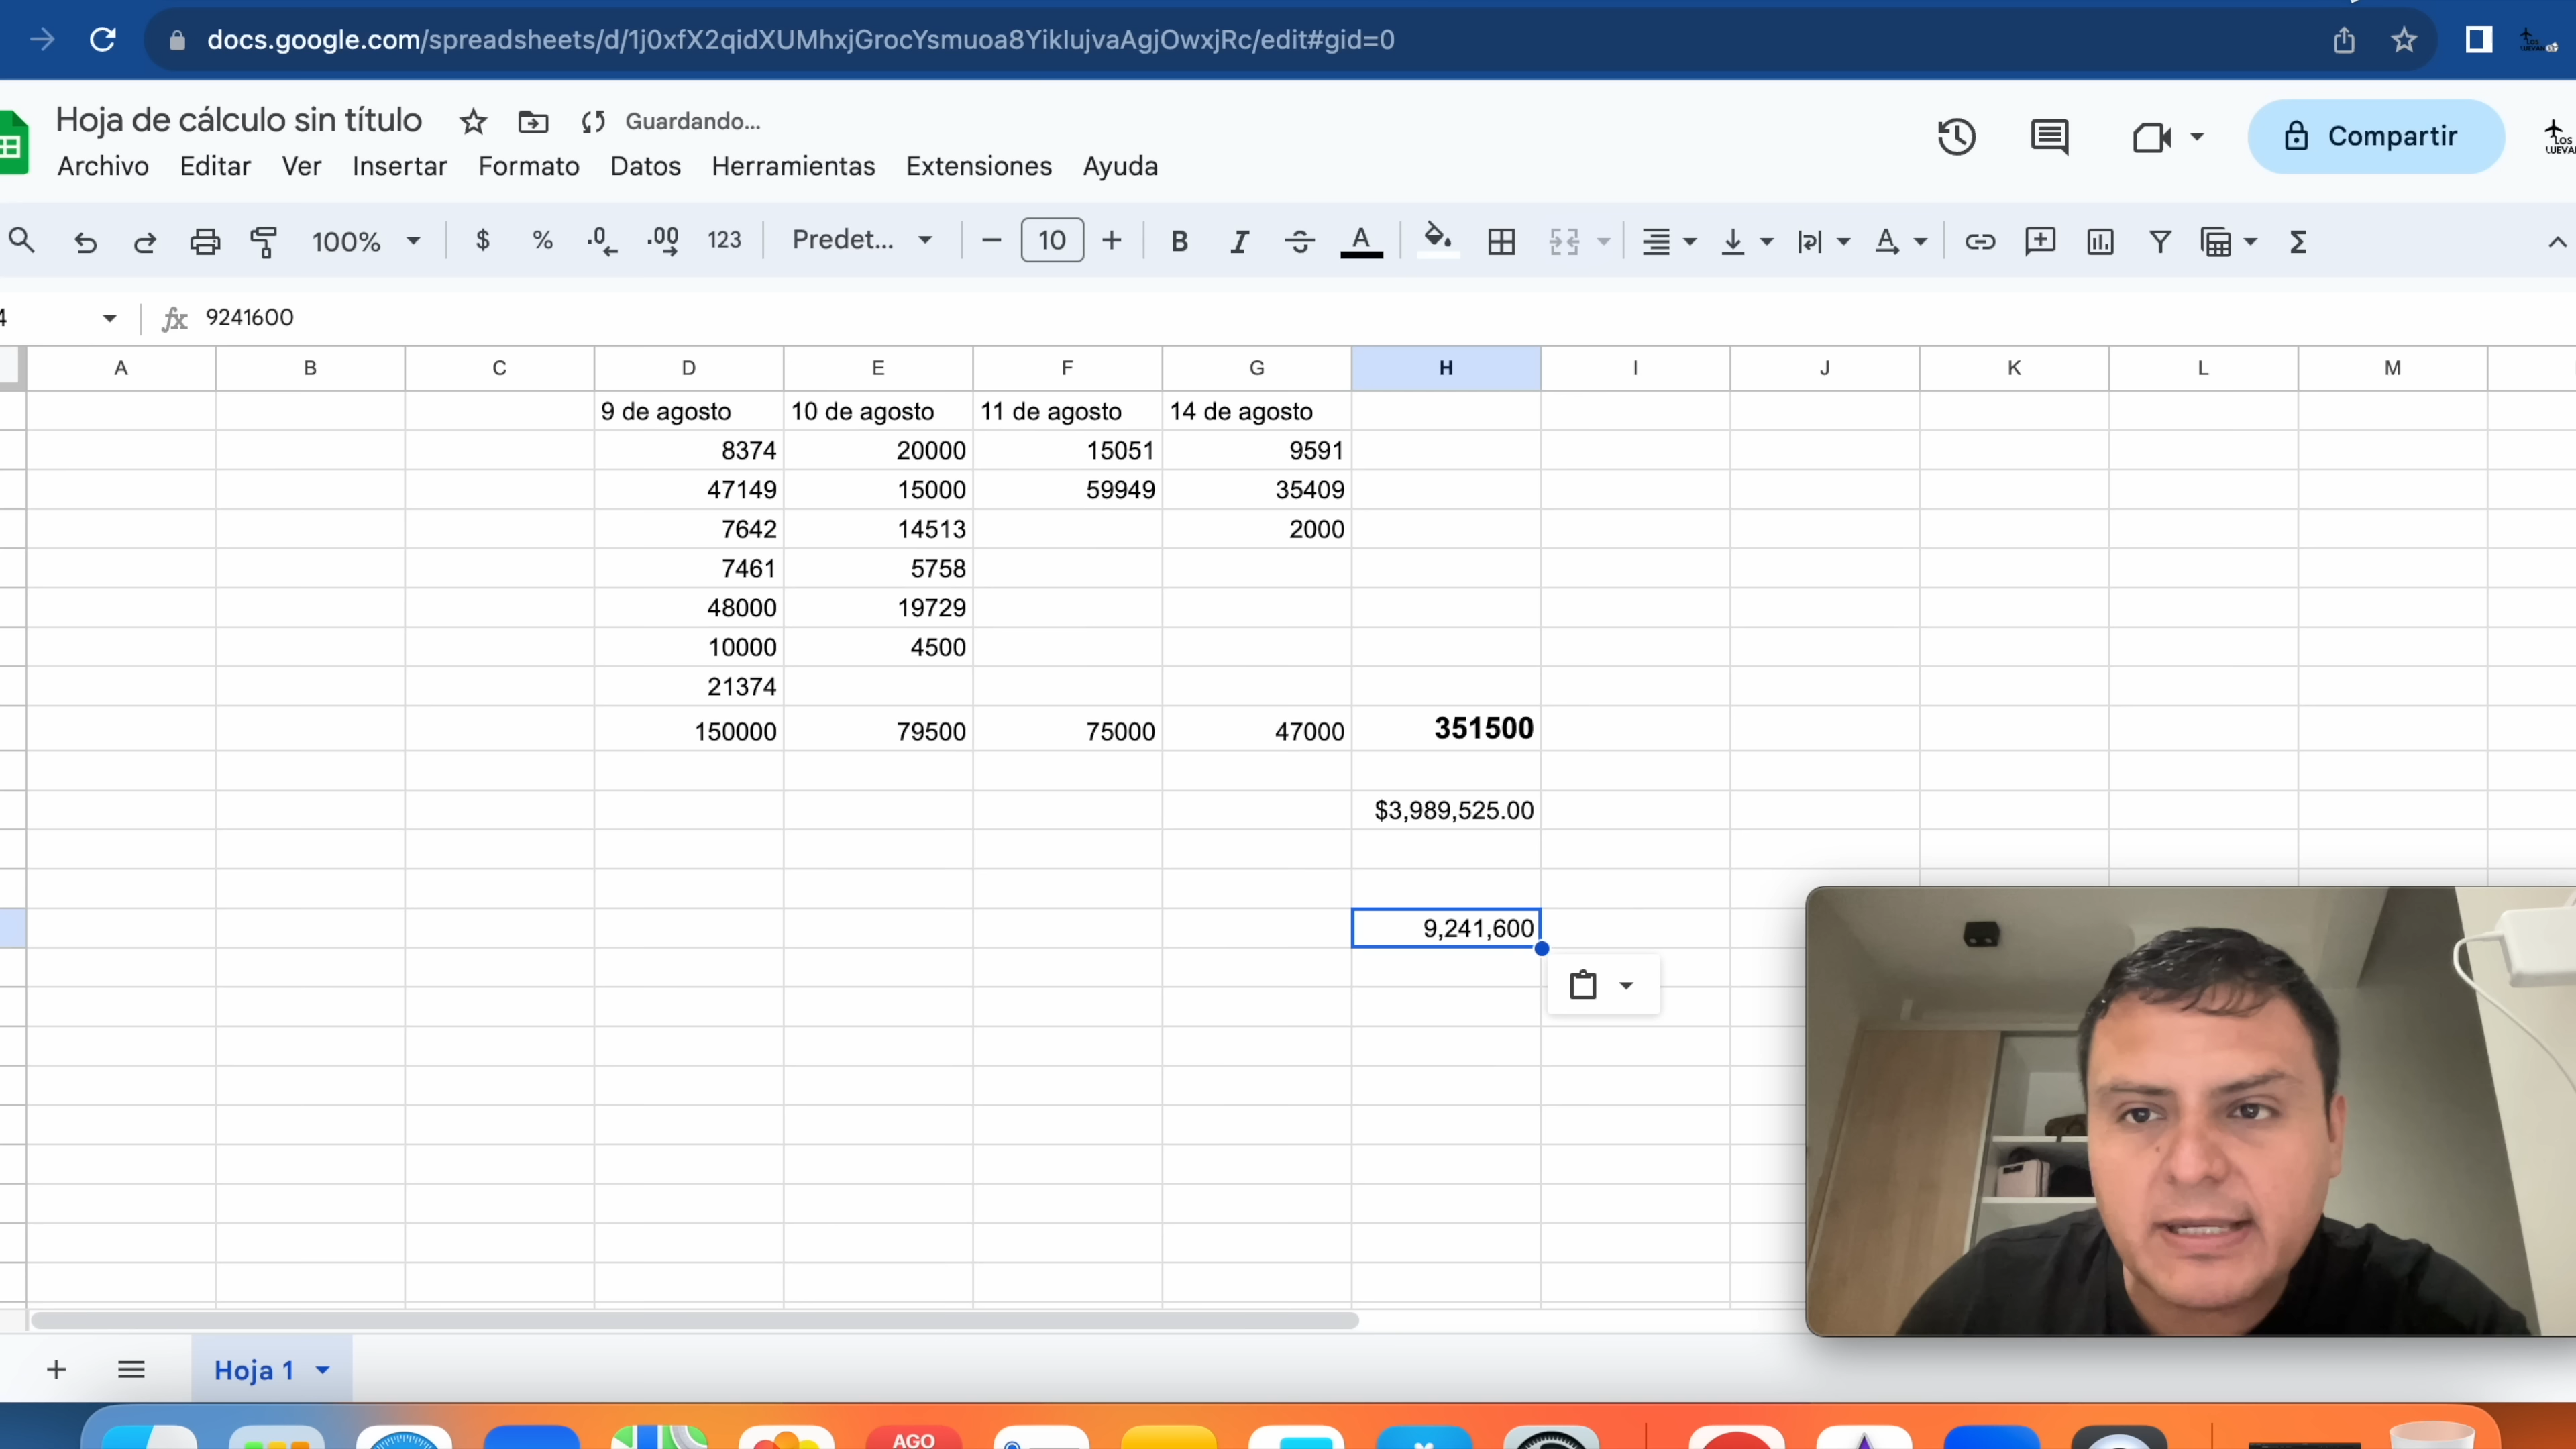 docs.google.com/spreadsheets/d/1j0xfX2qidXUMhxjGrocYsmuoa8YikIujvaAgjOwxjRc/edit#gid=0
Hoja de cálculo sin título Guardando...
Archivo Editar Ver Insertar Formato Datos Herramientas Extensiones Ayuda
Compartir
LOS
100% $ % .0 .00 123 Predet... 10 B I A A Σ
4 fx 9241600
A B C D E F G H I J K L M
9 de agosto 10 de agosto 11 de agosto 14 de agosto
8374 20000 15051 9591
47149 15000 59949 35409
7642 14513 2000
7461 5758
48000 19729
10000 4500
21374
150000 79500 75000 47000 351500
$3,989,525.00
9,241,600
Hoja 1
AGO